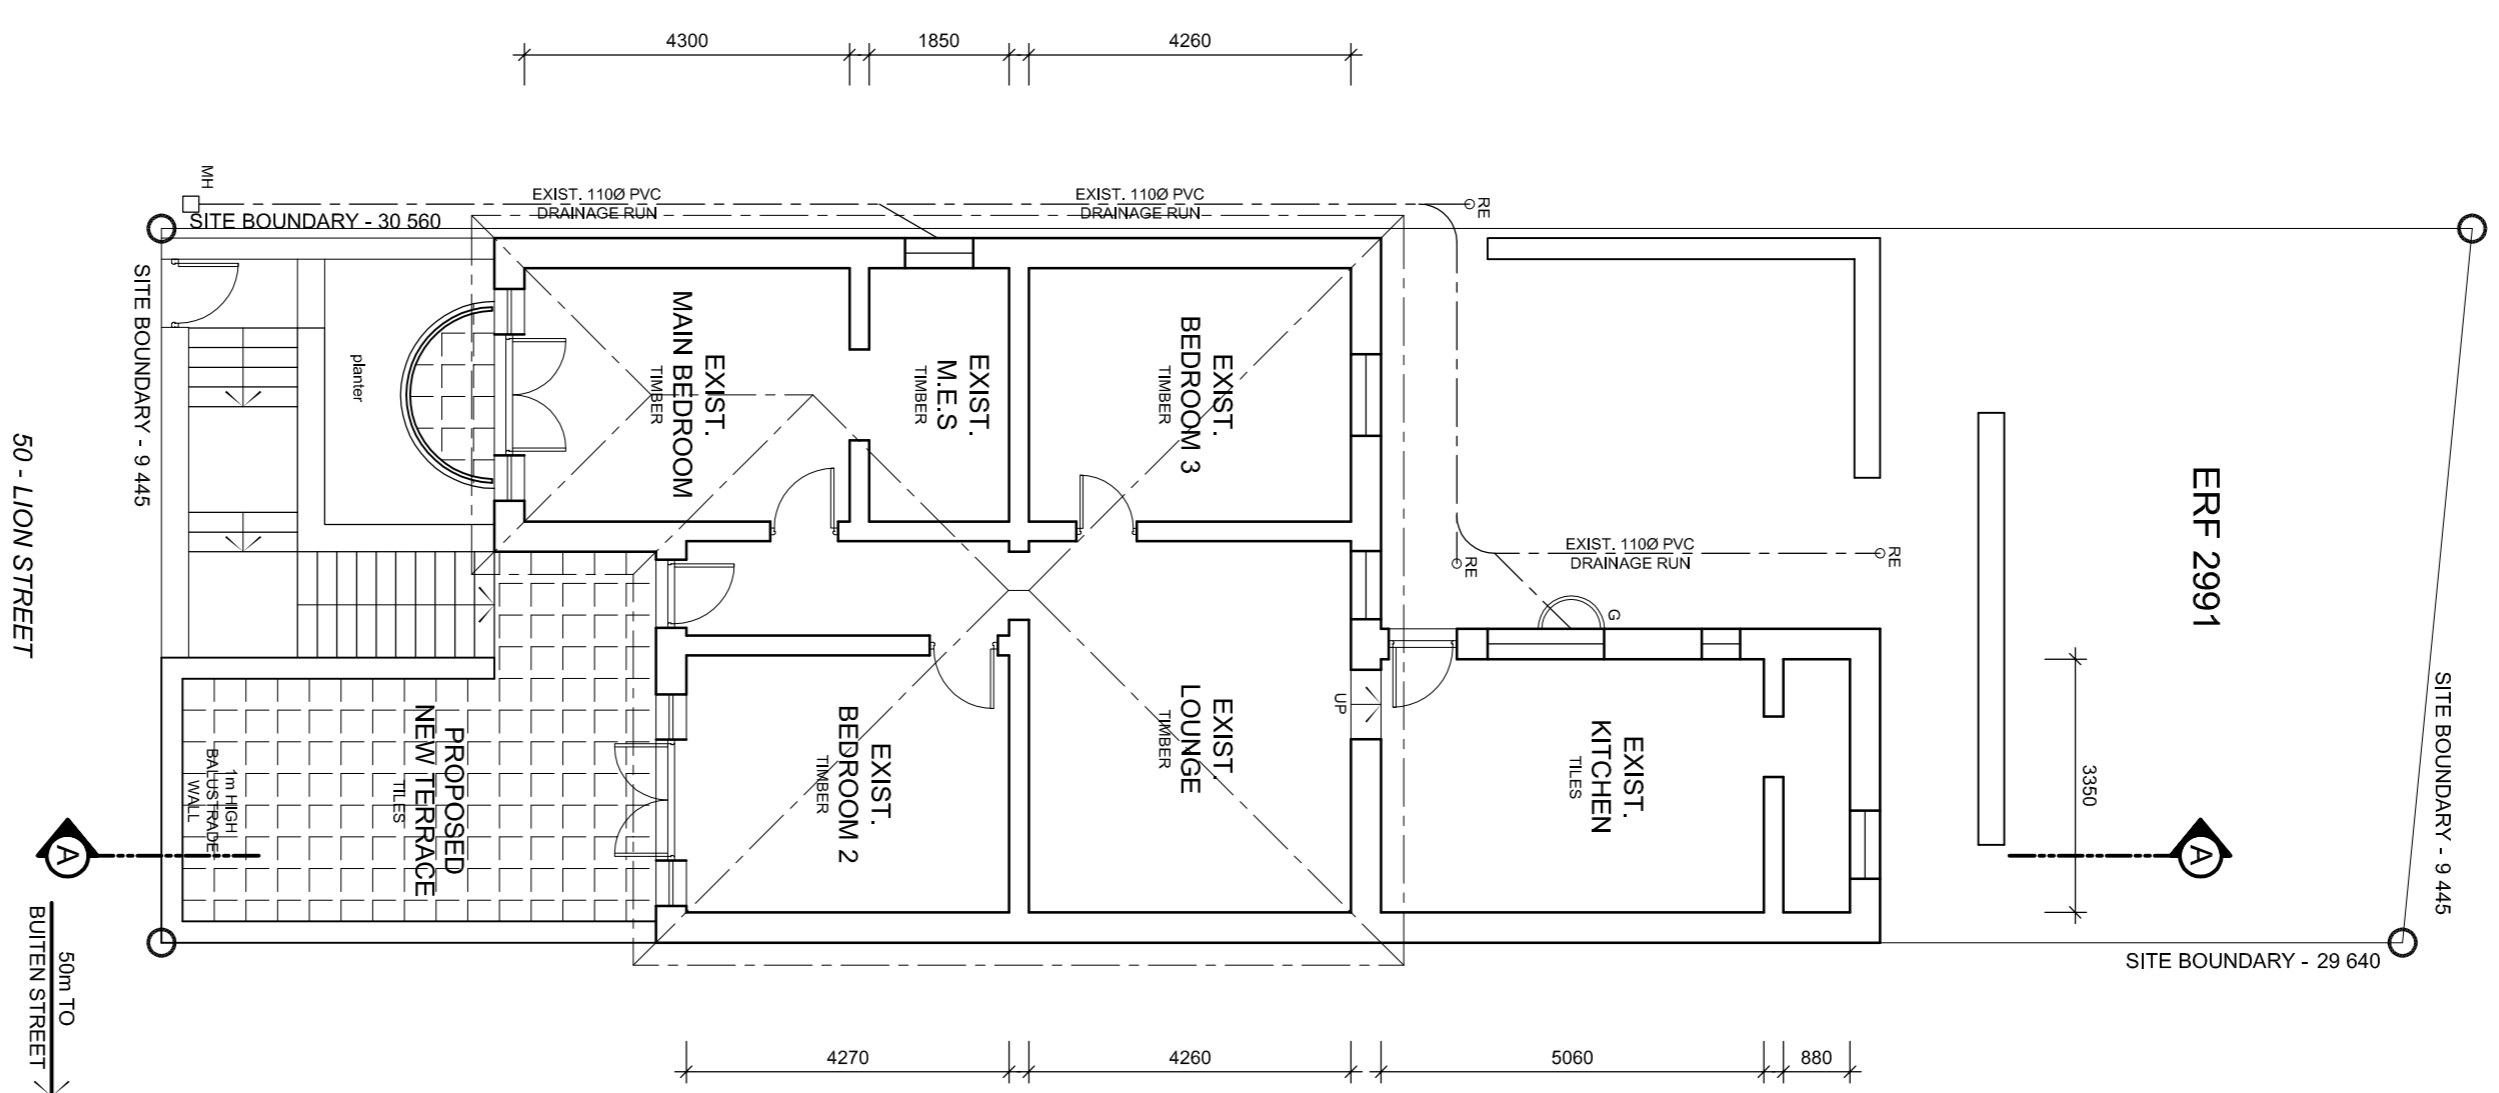 4300
1850
4260
MH
EXIST. 110Ø PVC
DRAINAGE RUN
EXIST. 110Ø PVC
DRAINAGE RUN
RE
SITE BOUNDARY - 30 560
SITE BOUNDARY - 9 445
planter
EXIST.
MAIN BEDROOM
TIMBER
EXIST.
M.E.S
TIMBER
EXIST.
BEDROOM 3
TIMBER
50 - LION STREET
EXIST. 110Ø PVC
DRAINAGE RUN
RE
RE
G
ERF 2991
SITE BOUNDARY - 9 445
3350
UP
EXIST.
LOUNGE
TIMBER
EXIST.
KITCHEN
TILES
EXIST.
BEDROOM 2
TIMBER
PROPOSED
NEW TERRACE
TILES
1m HIGH
BALUSTRADE
WALL
A
A
50m TO
BUITEN STREET
SITE BOUNDARY - 29 640
4270
4260
5060
880